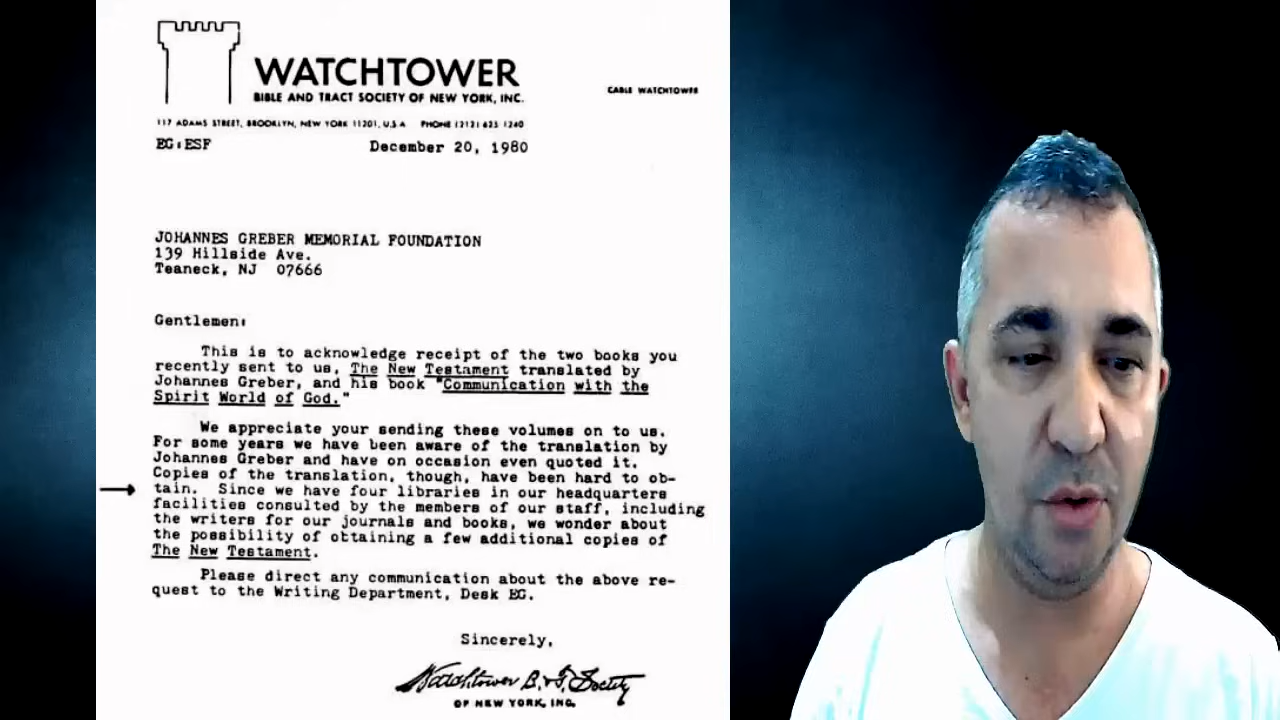 WATCHTOWER
BIBLE AND TRACT SOCIETY OF NEW YORK, INC.
CABLE WATCHTOWER
117 ADAMS STREET, BROOKLYN, NEW YORK 11201, U.S.A. PHONE (212) 625-1240
EG:ESF December 20, 1980
JOHANNES GREBER MEMORIAL FOUNDATION
139 Hillside Ave.
Teaneck, NJ 07666
Gentlemen:
This is to acknowledge receipt of the two books you
recently sent to us, The New Testament translated by
Johannes Greber, and his book "Communication with the
Spirit World of God."
We appreciate your sending these volumes on to us.
For some years we have been aware of the translation by
Johannes Greber and have on occasion even quoted it.
Copies of the translation, though, have been hard to ob-
tain. Since we have four libraries in our headquarters
facilities consulted by the members of our staff, including
the writers for our journals and books, we wonder about
the possibility of obtaining a few additional copies of
The New Testament.
Please direct any communication about the above re-
quest to the Writing Department, Desk EG.
Sincerely,
Watchtower B. & T. Society
OF NEW YORK, INC.